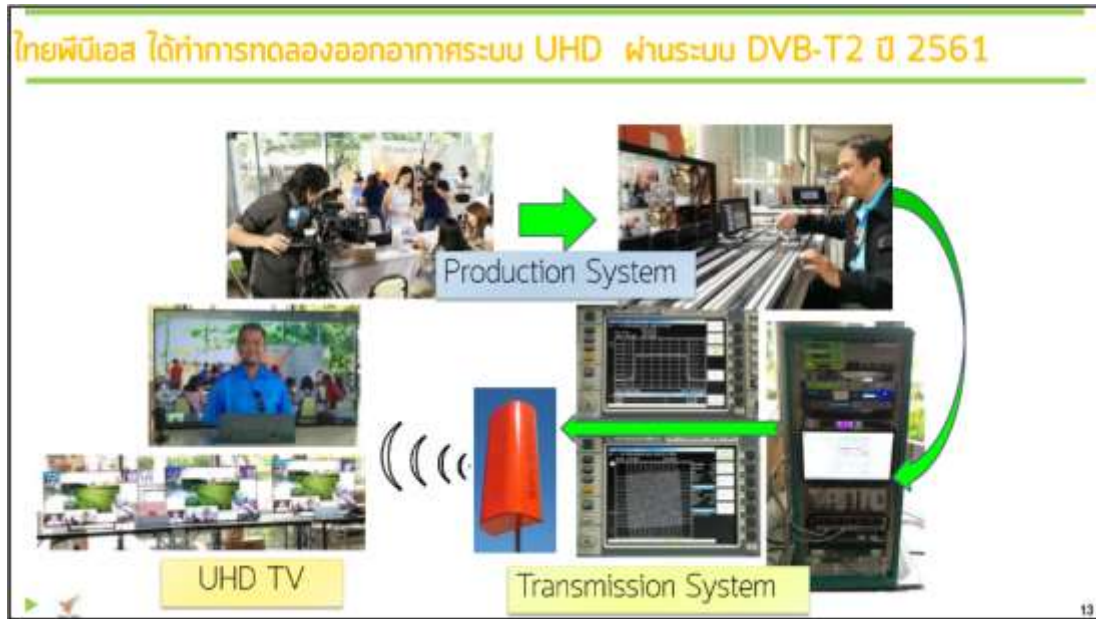 ไทยพีบีเอส ได้ทำการทดลองออกอากาศระบบ UHD ผ่านระบบ DVB-T2 ปี 2561
Production System
UHD TV
Transmission System
13